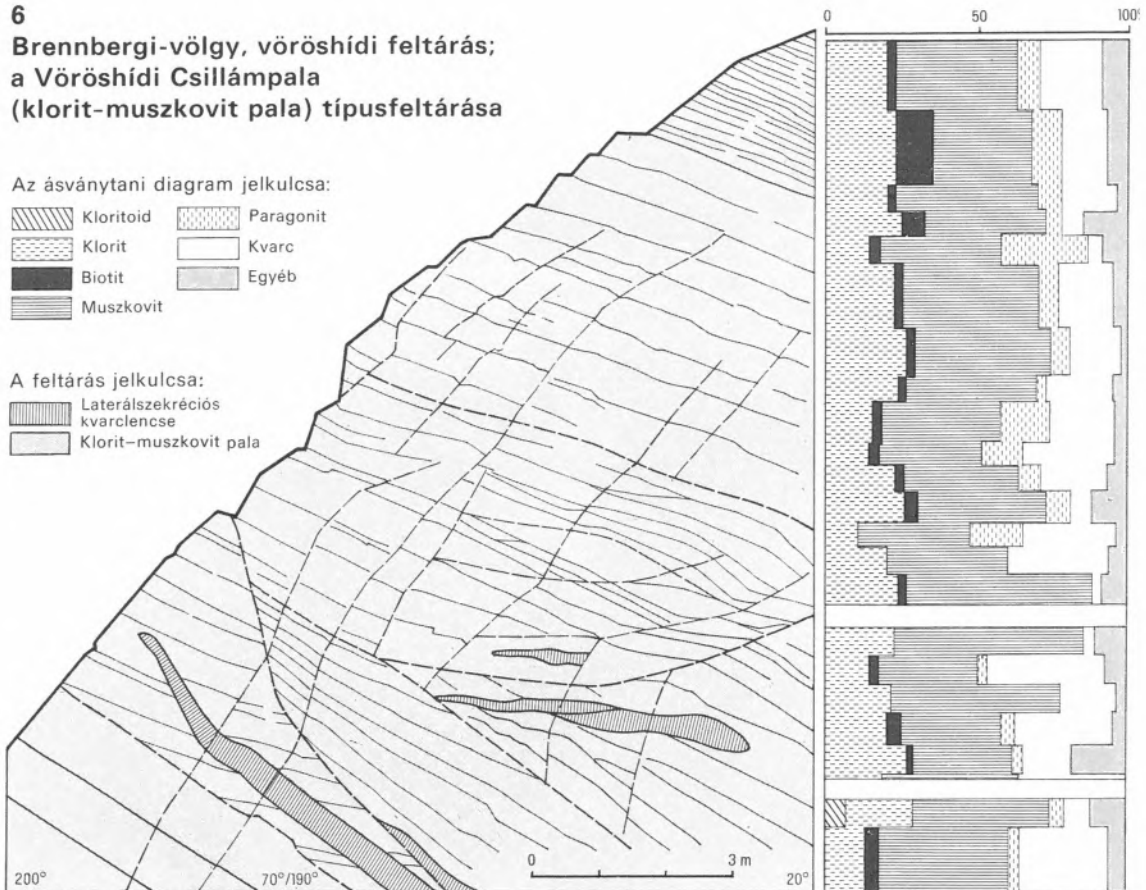 6
Brennbergi-völgy, vöröshídi feltárás;
a Vöröshídi Csillámpala
(klorit-muszkovit pala) típusfeltárása
Az ásványtani diagram jelkulcsa:
Kloritoid
Paragonit
Klorit
Kvarc
Biotit
Egyéb
Muszkovit
A feltárás jelkulcsa:
Laterálszekréciós
kvarclencse
Klorit-muszkovit pala
0 50 100%
0 3 m
200° 70°/190° 20°